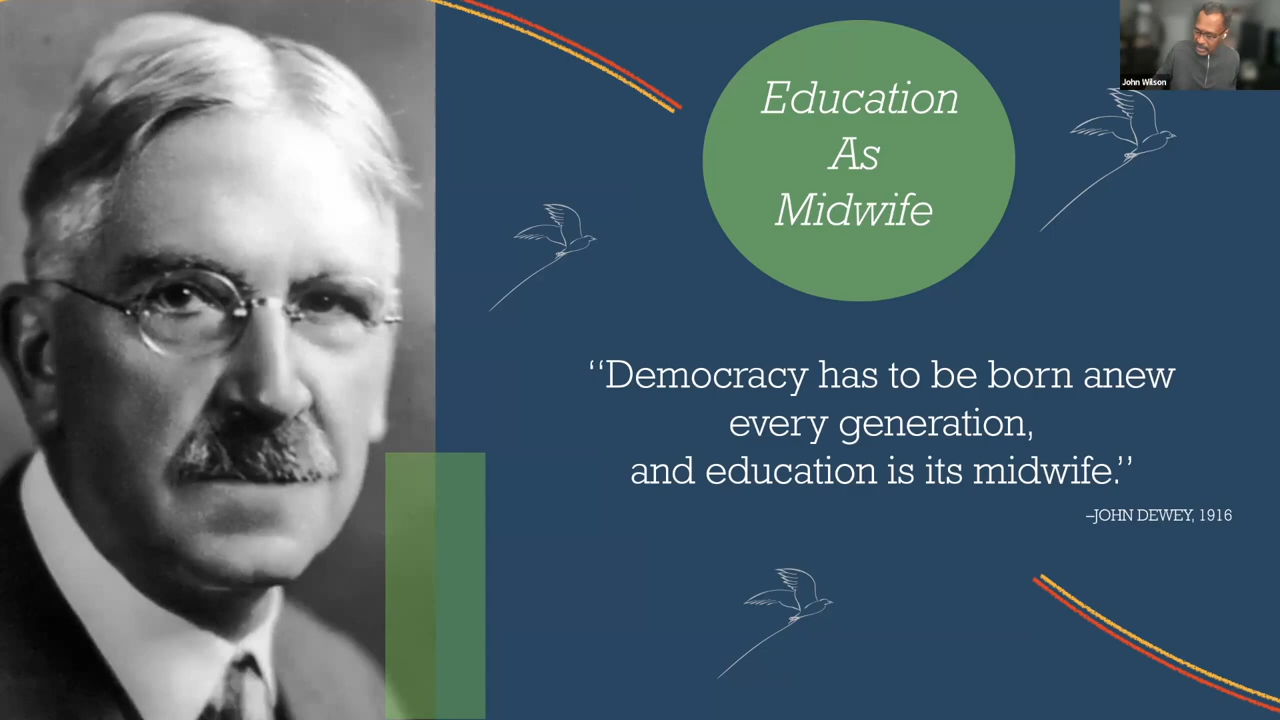 Education
As
Midwife
John Wilson
“Democracy has to be born anew
every generation,
and education is its midwife.”
–JOHN DEWEY, 1916